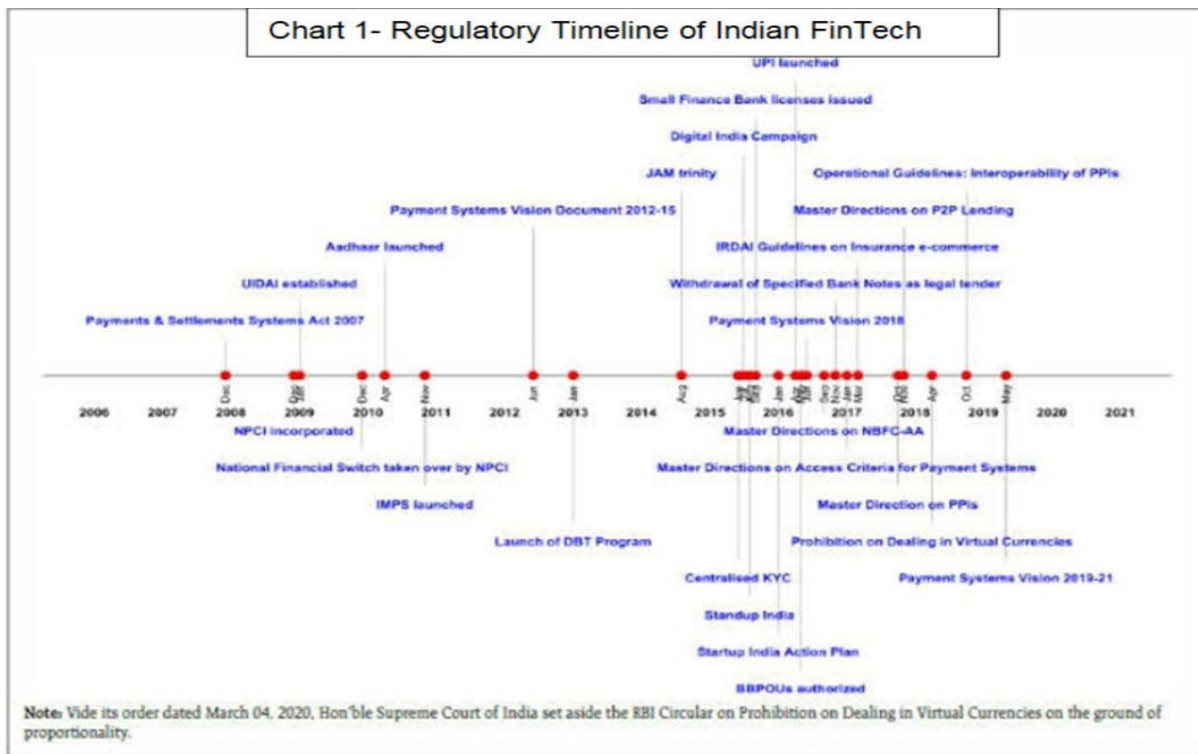 Chart 1- Regulatory Timeline of Indian FinTech
UPI launched
Small Finance Bank licenses issued
Digital India Campaign
JAM trinity
Operational Guidelines: Interoperability of PPIs
Payment Systems Vision Document 2012-15
Master Directions on P2P Lending
Aadhaar launched
IRDAI Guidelines on Insurance e-commerce
UIDAI established
Withdrawal of Specified Bank Notes as legal tender
Payments & Settlements Systems Act 2007
Payment Systems Vision 2018
Dec
Dec
Apr
Nov
Jun
Jan
Aug
Jan
Sep
Nov
Jan
Mar
Nov
Apr
Oct
May
2006 2007 2008 2009 2010 2011 2012 2013 2014 2015 2016 2017 2018 2019 2020 2021
NPCI incorporated
Master Directions on NBFC-AA
National Financial Switch taken over by NPCI
Master Directions on Access Criteria for Payment Systems
IMPS launched
Master Direction on PPIs
Launch of DBT Program
Prohibition on Dealing in Virtual Currencies
Centralised KYC
Payment Systems Vision 2019-21
Standup India
Startup India Action Plan
BBPOUs authorized
Note: Vide its order dated March 04, 2020, Hon'ble Supreme Court of India set aside the RBI Circular on Prohibition on Dealing in Virtual Currencies on the ground of
proportionality.